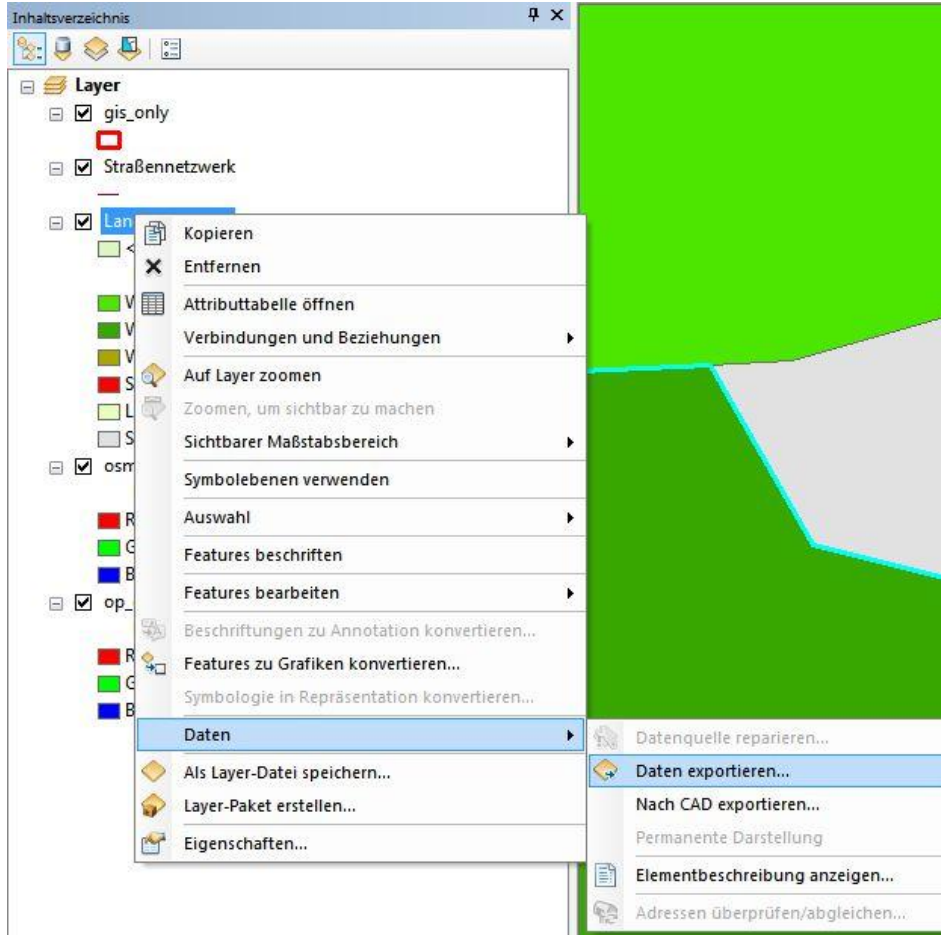 Inhaltsverzeichnis
Layer
gis_only
Straßennetzwerk
Lan
<
V
V
V
S
L
S
osm
R
G
B
op_
R
G
B
Kopieren
Entfernen
Attributtabelle öffnen
Verbindungen und Beziehungen
Auf Layer zoomen
Zoomen, um sichtbar zu machen
Sichtbarer Maßstabsbereich
Symbolebenen verwenden
Auswahl
Features beschriften
Features bearbeiten
Beschriftungen zu Annotation konvertieren...
Features zu Grafiken konvertieren...
Symbologie in Repräsentation konvertieren...
Daten
Als Layer-Datei speichern...
Layer-Paket erstellen...
Eigenschaften...
Datenquelle reparieren...
Daten exportieren...
Nach CAD exportieren...
Permanente Darstellung
Elementbeschreibung anzeigen...
Adressen überprüfen/abgleichen...